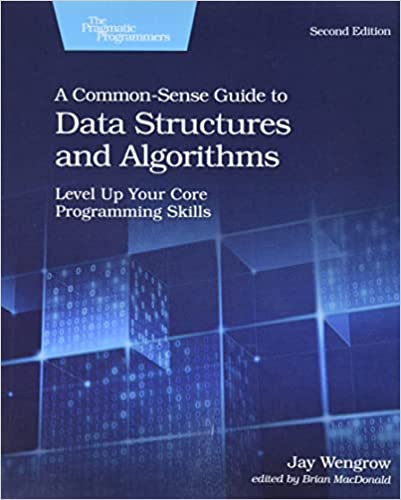 The
Pragmatic
Programmers
Second Edition
A Common-Sense Guide to
Data Structures
and Algorithms
Level Up Your Core
Programming Skills
Jay Wengrow
edited by Brian MacDonald